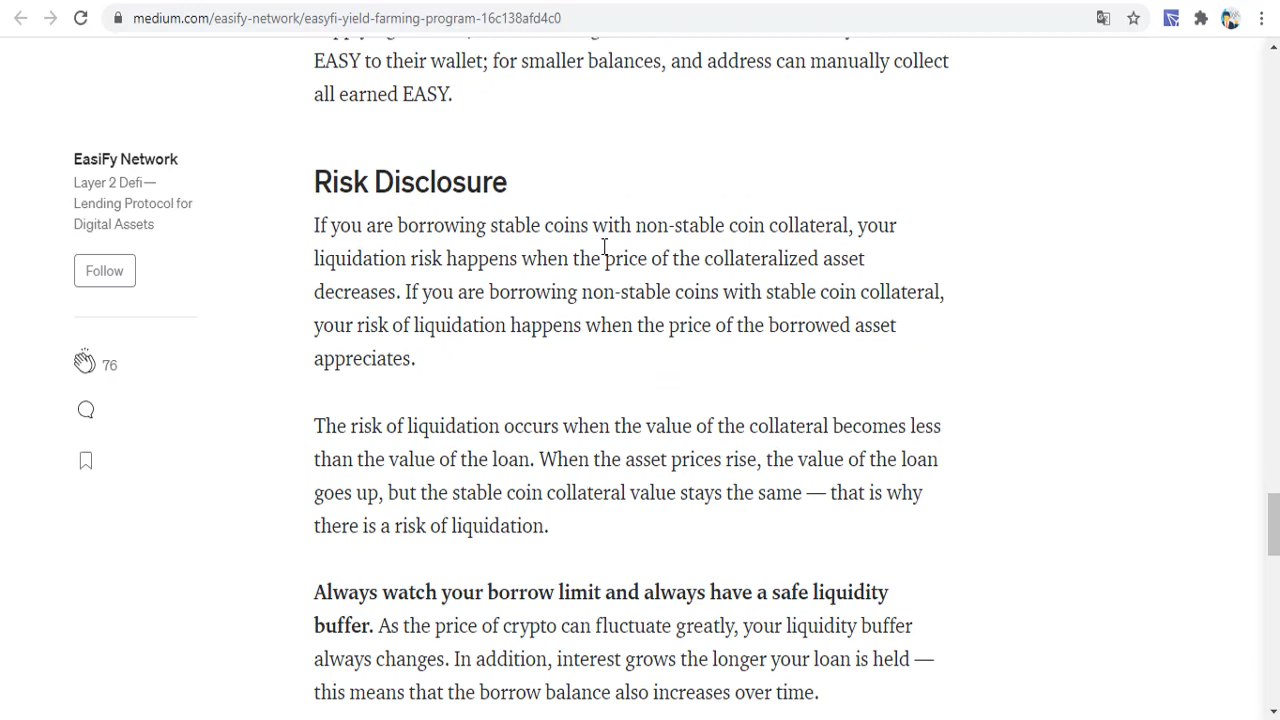 medium.com/easify-network/easyfi-yield-farming-program-16c138afd4c0
EASY to their wallet; for smaller balances, and address can manually collect
all earned EASY.
EasiFy Network
Layer 2 Defi—
Lending Protocol for
Digital Assets
Follow
76
Risk Disclosure
If you are borrowing stable coins with non-stable coin collateral, your
liquidation risk happens when the price of the collateralized asset
decreases. If you are borrowing non-stable coins with stable coin collateral,
your risk of liquidation happens when the price of the borrowed asset
appreciates.
The risk of liquidation occurs when the value of the collateral becomes less
than the value of the loan. When the asset prices rise, the value of the loan
goes up, but the stable coin collateral value stays the same — that is why
there is a risk of liquidation.
Always watch your borrow limit and always have a safe liquidity
buffer. As the price of crypto can fluctuate greatly, your liquidity buffer
always changes. In addition, interest grows the longer your loan is held —
this means that the borrow balance also increases over time.